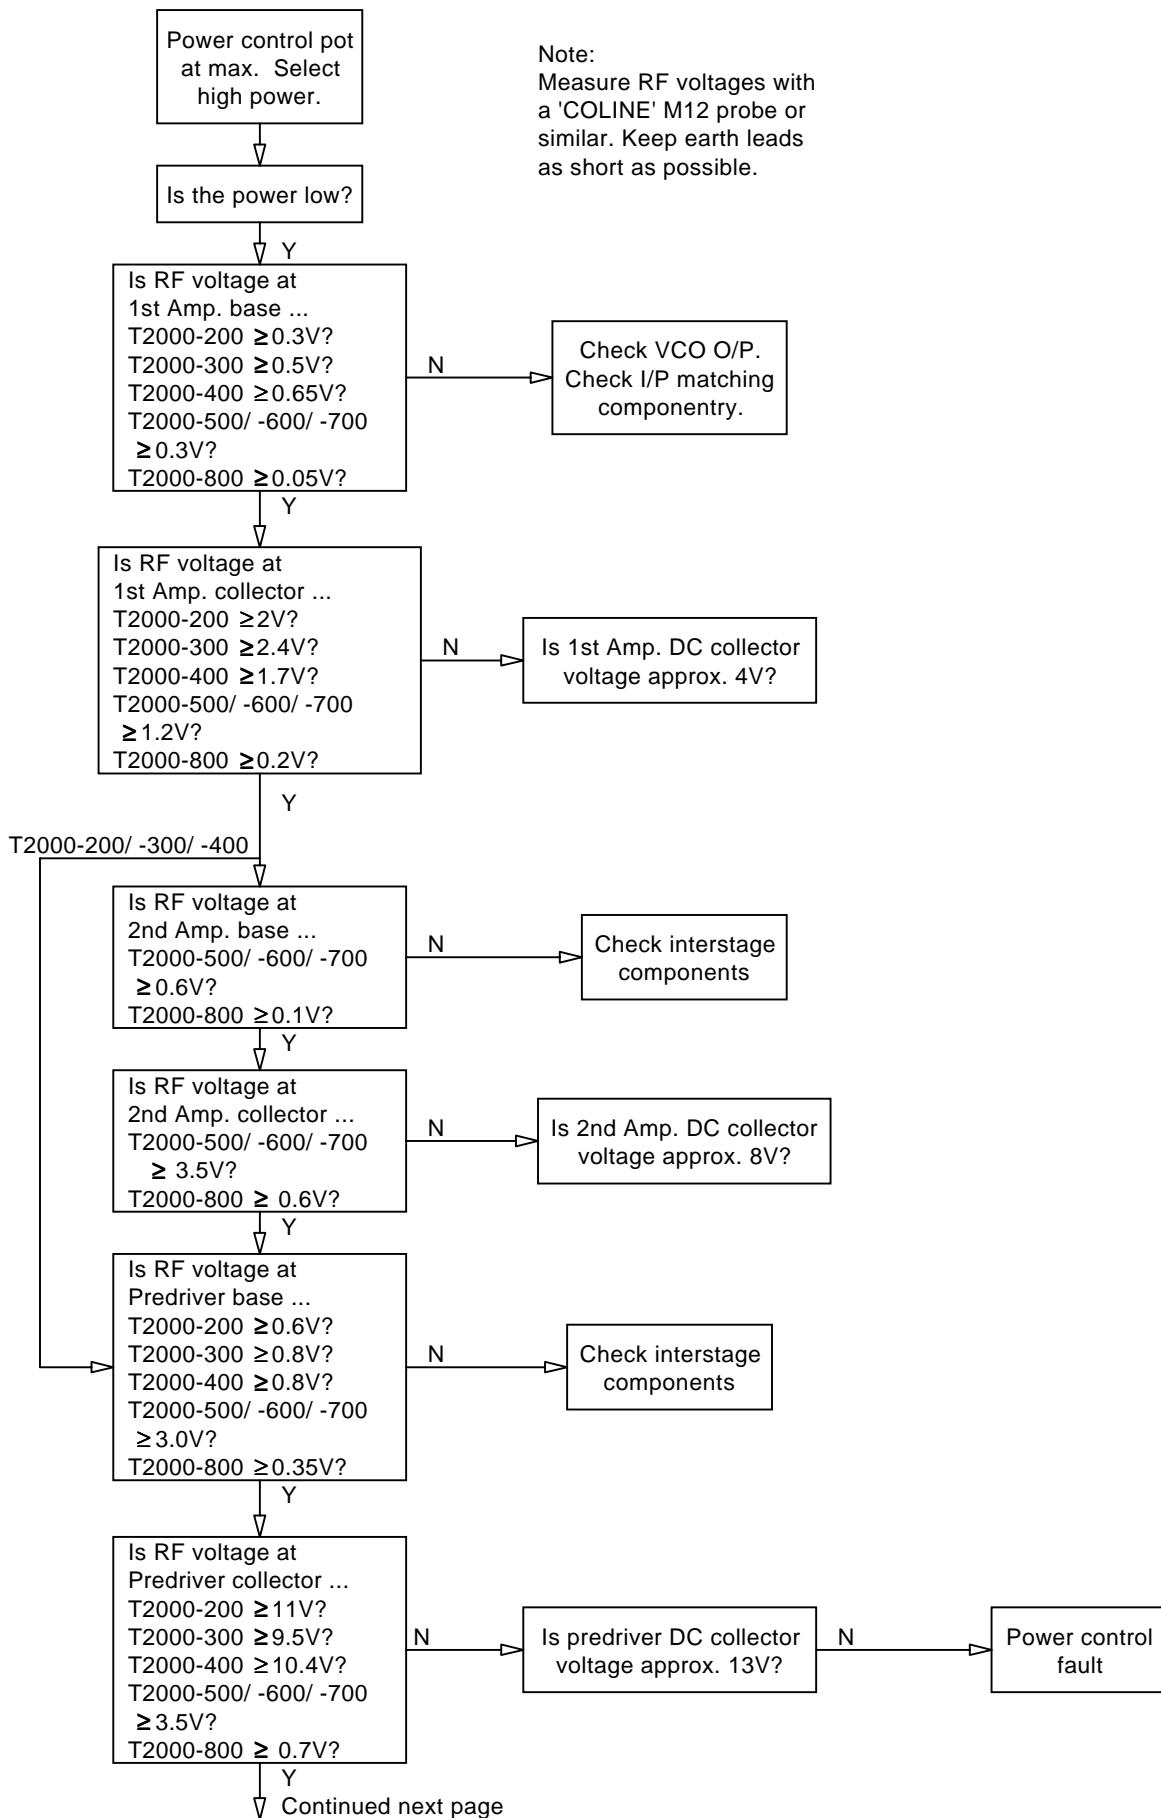 Power control pot
at max.  Select
high power.
Note:
Measure RF voltages with
a 'COLINE' M12 probe or
similar. Keep earth leads
as short as possible.
Is the power low?
Y
Is RF voltage at
1st Amp. base ...
T2000-200 ≥0.3V?
T2000-300 ≥0.5V?
T2000-400 ≥0.65V?
T2000-500/ -600/ -700
≥0.3V?
T2000-800 ≥0.05V?
N
Check VCO O/P.
Check I/P matching
componentry.
Y
Is RF voltage at
1st Amp. collector ...
T2000-200 ≥2V?
T2000-300 ≥2.4V?
T2000-400 ≥1.7V?
T2000-500/ -600/ -700
≥1.2V?
T2000-800 ≥0.2V?
N
Is 1st Amp. DC collector
voltage approx. 4V?
Y
T2000-200/ -300/ -400
Is RF voltage at
2nd Amp. base ...
T2000-500/ -600/ -700
≥0.6V?
T2000-800 ≥0.1V?
N
Check interstage
components
Y
Is RF voltage at
2nd Amp. collector ...
T2000-500/ -600/ -700
≥ 3.5V?
T2000-800 ≥ 0.6V?
N
Is 2nd Amp. DC collector
voltage approx. 8V?
Y
Is RF voltage at
Predriver base ...
T2000-200 ≥0.6V?
T2000-300 ≥0.8V?
T2000-400 ≥0.8V?
T2000-500/ -600/ -700
≥3.0V?
T2000-800 ≥0.35V?
N
Check interstage
components
Y
Is RF voltage at
Predriver collector ...
T2000-200 ≥11V?
T2000-300 ≥9.5V?
T2000-400 ≥10.4V?
T2000-500/ -600/ -700
≥3.5V?
T2000-800 ≥ 0.7V?
N
Is predriver DC collector
voltage approx. 13V?
N
Power control
fault
Y
Continued next page